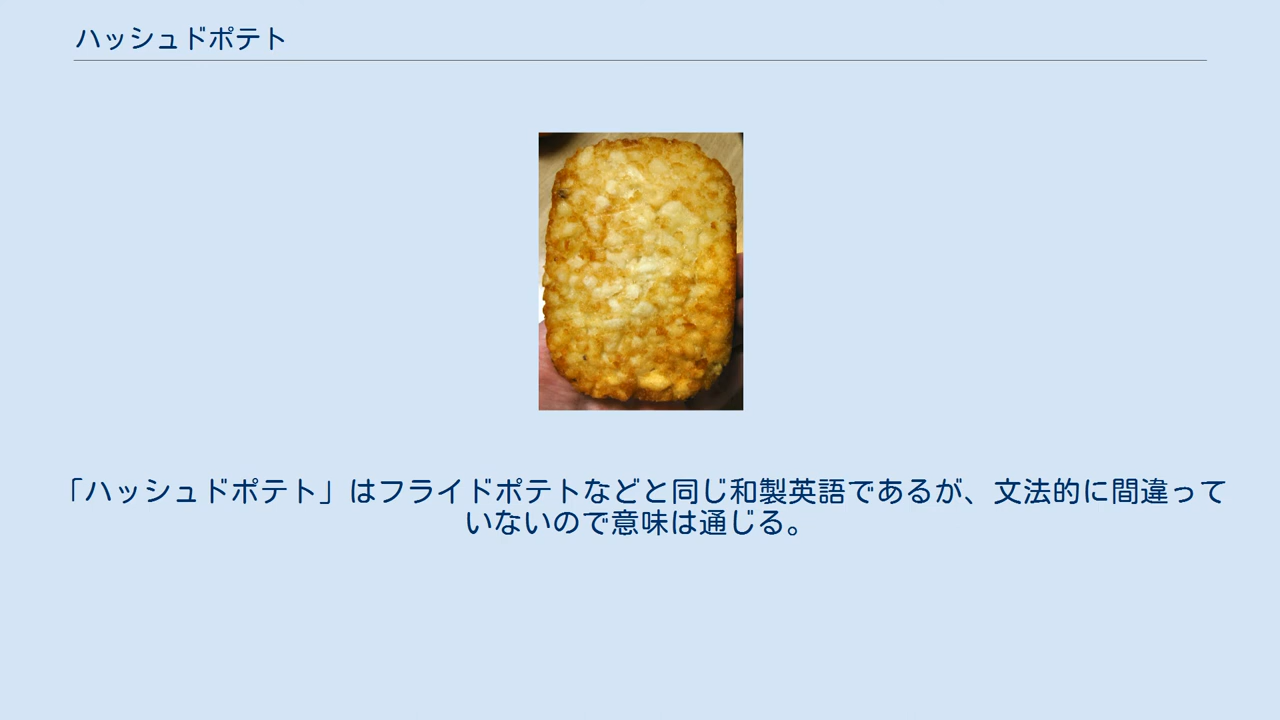 ハッシュドポテト
「ハッシュドポテト」はフライドポテトなどと同じ和製英語であるが、文法的に間違って
いないので意味は通じる。